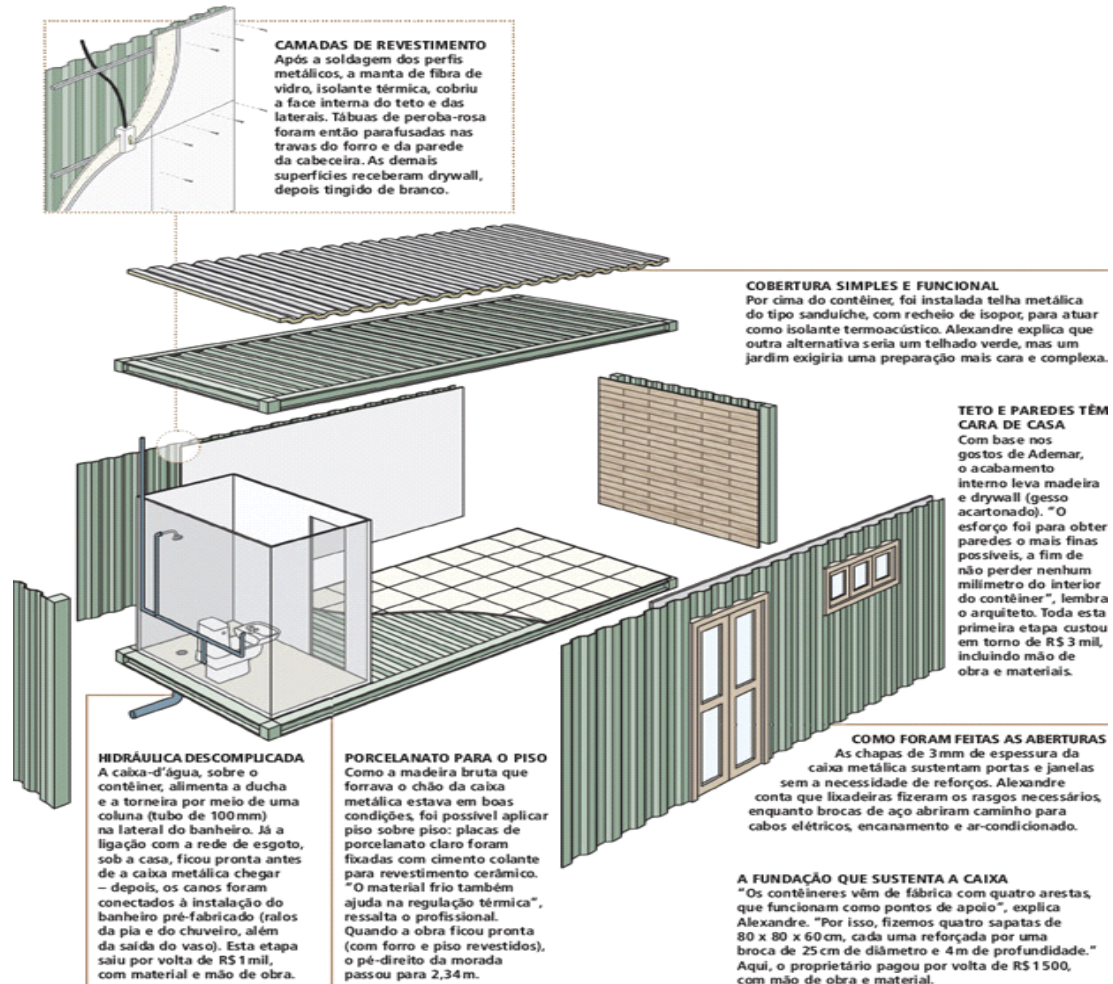 CAMADAS DE REVESTIMENTO
Após a soldagem dos perfis
metálicos, a manta de fibra de
vidro, isolante térmica, cobriu
a face interna do teto e das
laterais. Tábuas de peroba-rosa
foram então parafusadas nas
travas do forro e da parede
da cabeceira. As demais
superfícies receberam drywall,
depois tingido de branco.
COBERTURA SIMPLES E FUNCIONAL
Por cima do contêiner, foi instalada telha metálica
do tipo sanduíche, com recheio de isopor, para atuar
como isolante termoacústico. Alexandre explica que
outra alternativa seria um telhado verde, mas um
jardim exigiria uma preparação mais cara e complexa.
TETO E PAREDES TÊM
CARA DE CASA
Com base nos
gostos de Ademar,
o acabamento
interno leva madeira
e drywall (gesso
acartonado). "O
esforço foi para obter
paredes o mais finas
possíveis, a fim de
não perder nenhum
milímetro do interior
do contêiner", lembra
o arquiteto. Toda esta
primeira etapa custou
em torno de R$ 3 mil,
incluindo mão de
obra e materiais.
HIDRÁULICA DESCOMPLICADA
A caixa-d'água, sobre o
contêiner, alimenta a ducha
e a torneira por meio de uma
coluna (tubo de 100 mm)
na lateral do banheiro. Já a
ligação com a rede de esgoto,
sob a casa, ficou pronta antes
de a caixa metálica chegar
– depois, os canos foram
conectados à instalação do
banheiro pré-fabricado (ralos
da pia e do chuveiro, além
da saída do vaso). Esta etapa
saiu por volta de R$ 1 mil,
com material e mão de obra.
PORCELANATO PARA O PISO
Como a madeira bruta que
forrava o chão da caixa
metálica estava em boas
condições, foi possível aplicar
piso sobre piso: placas de
porcelanato claro foram
fixadas com cimento colante
para revestimento cerâmico.
"O material frio também
ajuda na regulação térmica",
ressalta o profissional.
Quando a obra ficou pronta
(com forro e piso revestidos),
o pé-direito da morada
passou para 2,34 m.
COMO FORAM FEITAS AS ABERTURAS
As chapas de 3 mm de espessura da
caixa metálica sustentam portas e janelas
sem a necessidade de reforços. Alexandre
conta que lixadeiras fizeram os rasgos necessários,
enquanto brocas de aço abriram caminho para
cabos elétricos, encanamento e ar-condicionado.
A FUNDAÇÃO QUE SUSTENTA A CAIXA
"Os contêineres vêm de fábrica com quatro arestas,
que funcionam como pontos de apoio", explica
Alexandre. "Por isso, fizemos quatro sapatas de
80 x 80 x 60 cm, cada uma reforçada por uma
broca de 25 cm de diâmetro e 4 m de profundidade."
Aqui, o proprietário pagou por volta de R$ 1 500,
com mão de obra e material.